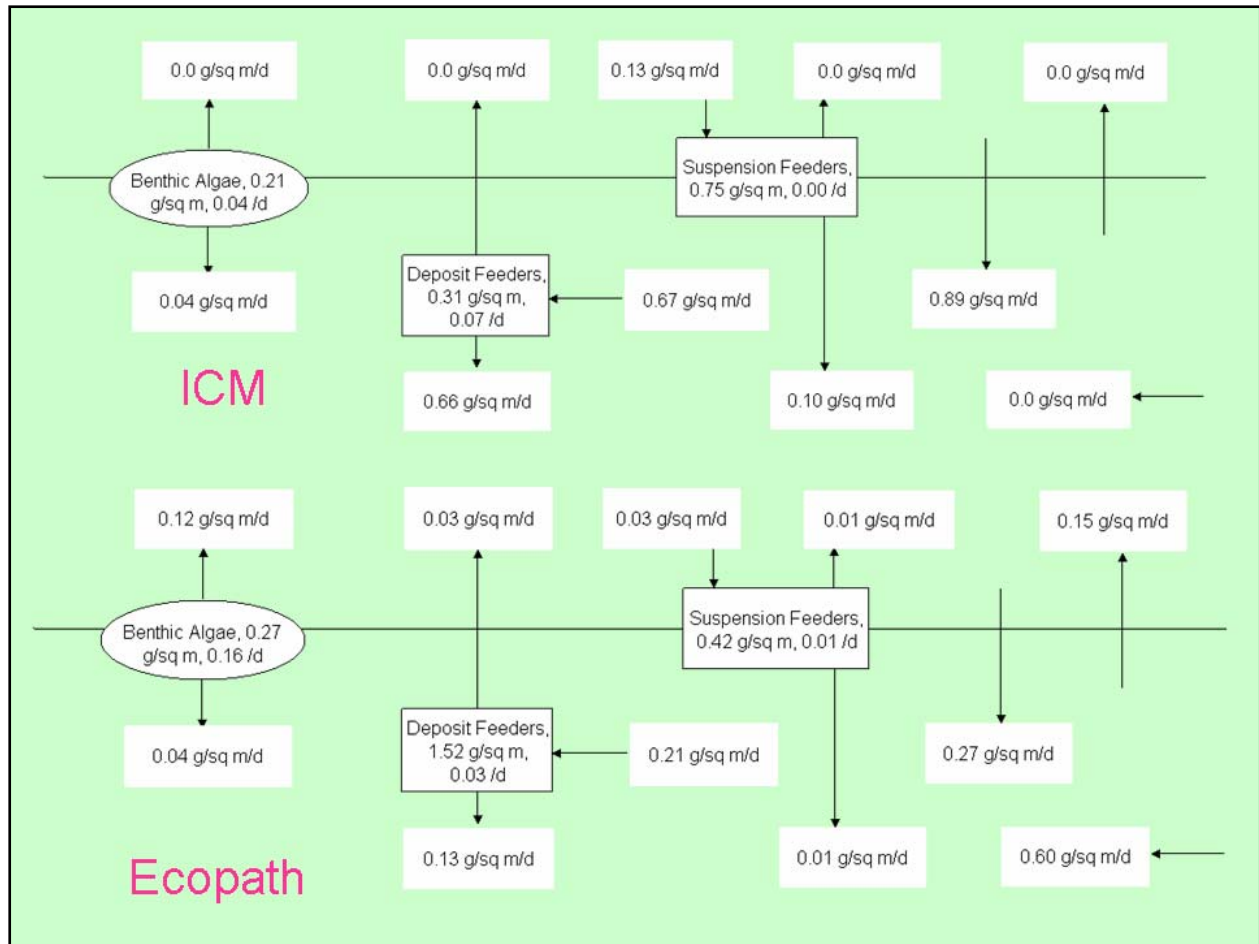 0.0 g/sq m/d
0.0 g/sq m/d
0.13 g/sq m/d
0.0 g/sq m/d
0.0 g/sq m/d
Benthic Algae, 0.21
g/sq m, 0.04 /d
Suspension Feeders,
0.75 g/sq m, 0.00 /d
0.04 g/sq m/d
Deposit Feeders,
0.31 g/sq m,
0.07 /d
0.67 g/sq m/d
0.89 g/sq m/d
ICM
0.66 g/sq m/d
0.10 g/sq m/d
0.0 g/sq m/d
0.12 g/sq m/d
0.03 g/sq m/d
0.03 g/sq m/d
0.01 g/sq m/d
0.15 g/sq m/d
Benthic Algae, 0.27
g/sq m, 0.16 /d
Suspension Feeders,
0.42 g/sq m, 0.01 /d
0.04 g/sq m/d
Deposit Feeders,
1.52 g/sq m,
0.03 /d
0.21 g/sq m/d
0.27 g/sq m/d
Ecopath
0.13 g/sq m/d
0.01 g/sq m/d
0.60 g/sq m/d